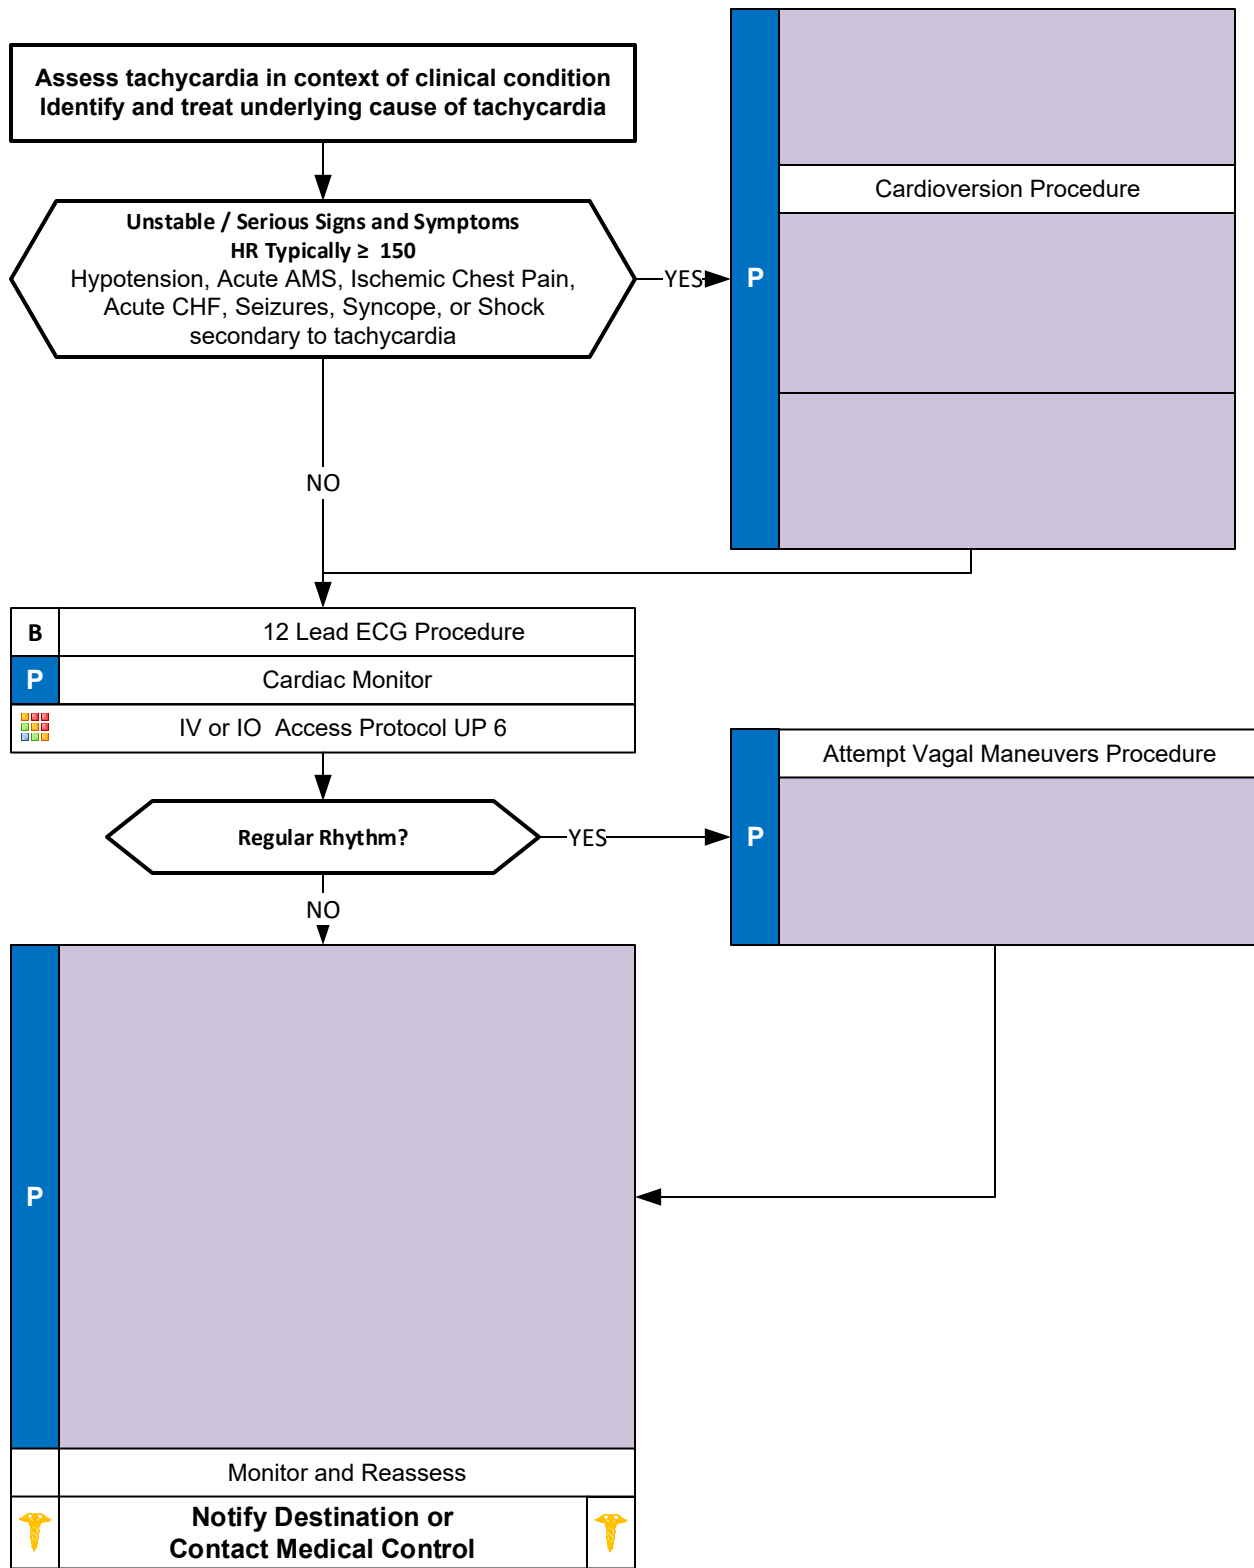 Assess tachycardia in context of clinical condition
Identify and treat underlying cause of tachycardia
Unstable / Serious Signs and Symptoms
HR Typically ≥ 150
Hypotension, Acute AMS, Ischemic Chest Pain,
Acute CHF, Seizures, Syncope, or Shock
secondary to tachycardia
YES
P
Cardioversion Procedure
NO
B
12 Lead ECG Procedure
P
Cardiac Monitor
IV or IO Access Protocol UP 6
Regular Rhythm?
YES
P
Attempt Vagal Maneuvers Procedure
NO
P
Monitor and Reassess
Notify Destination or
Contact Medical Control